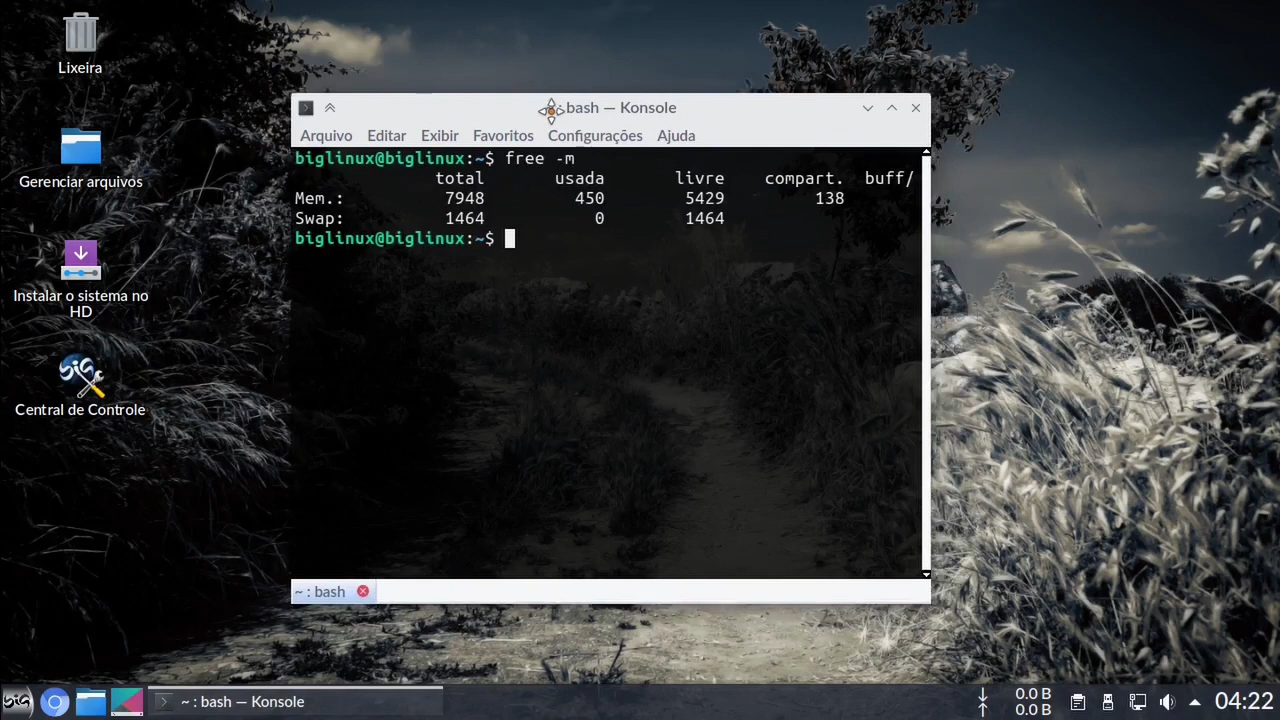 Lixeira
Gerenciar arquivos
Instalar o sistema no
HD
Central de Controle
bash — Konsole
Arquivo Editar Exibir Favoritos Configurações Ajuda
biglinux@biglinux:~$ free -m
total usada livre compart. buff/
Mem.: 7948 450 5429 138
Swap: 1464 0 1464
biglinux@biglinux:~$
~ : bash
BiG
~ : bash — Konsole
0.0 B
0.0 B
04:22